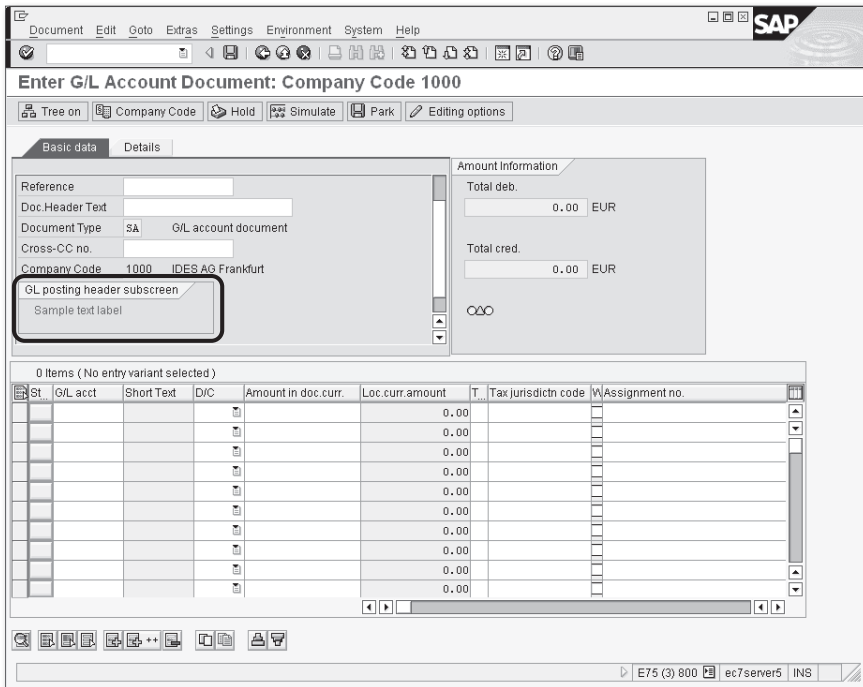 Document Edit Goto Extras Settings Environment System Help
SAP
Enter G/L Account Document: Company Code 1000
Tree on Company Code Hold Simulate Park Editing options
Basic data Details
Amount Information
Reference
Total deb.
Doc.Header Text
0.00 EUR
Document Type SA G/L account document
Cross-CC no.
Total cred.
Company Code 1000 IDES AG Frankfurt
0.00 EUR
GL posting header subscreen
Sample text label
0 Items ( No entry variant selected )
St... G/L acct Short Text D/C Amount in doc.curr. Loc.curr.amount T... Tax jurisdictn code W Assignment no.
0.00
0.00
0.00
0.00
0.00
0.00
0.00
0.00
0.00
0.00
E75 (3) 800 ec7server5 INS